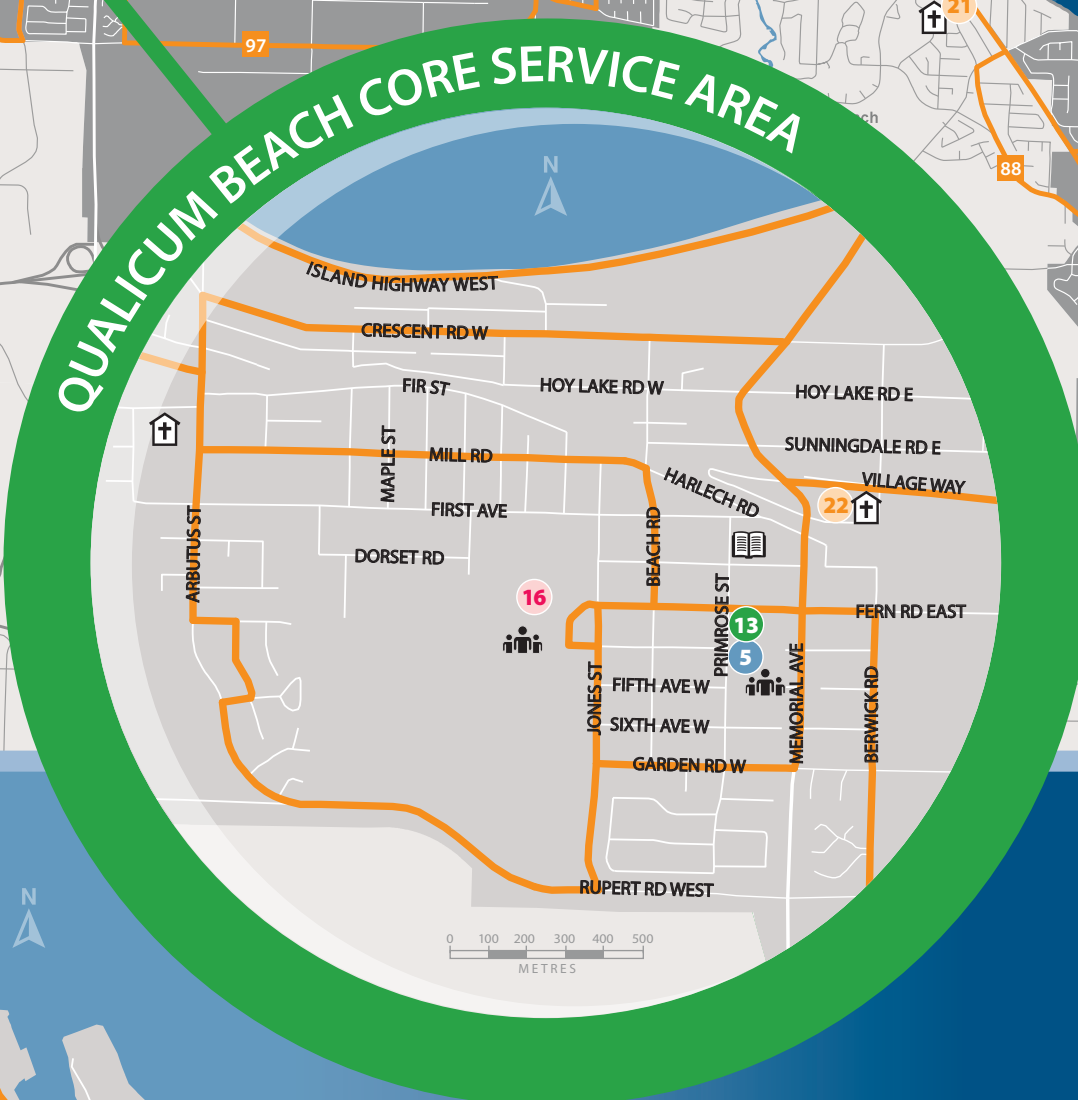 21
97
QUALICUM BEACH CORE SERVICE AREA
ch
88
N
ISLAND HIGHWAY WEST
CRESCENT RD W
FIR ST
HOY LAKE RD W
HOY LAKE RD E
MAPLE ST
MILL RD
SUNNINGDALE RD E
HARLECH RD
VILLAGE WAY
22
FIRST AVE
ARBUTUS ST
BEACH RD
DORSET RD
16
PRIMROSE ST
FERN RD EAST
13
5
JONES ST
FIFTH AVE W
MEMORIAL AVE
BERWICK RD
SIXTH AVE W
GARDEN RD W
RUPERT RD WEST
N
0 100 200 300 400 500
METRES